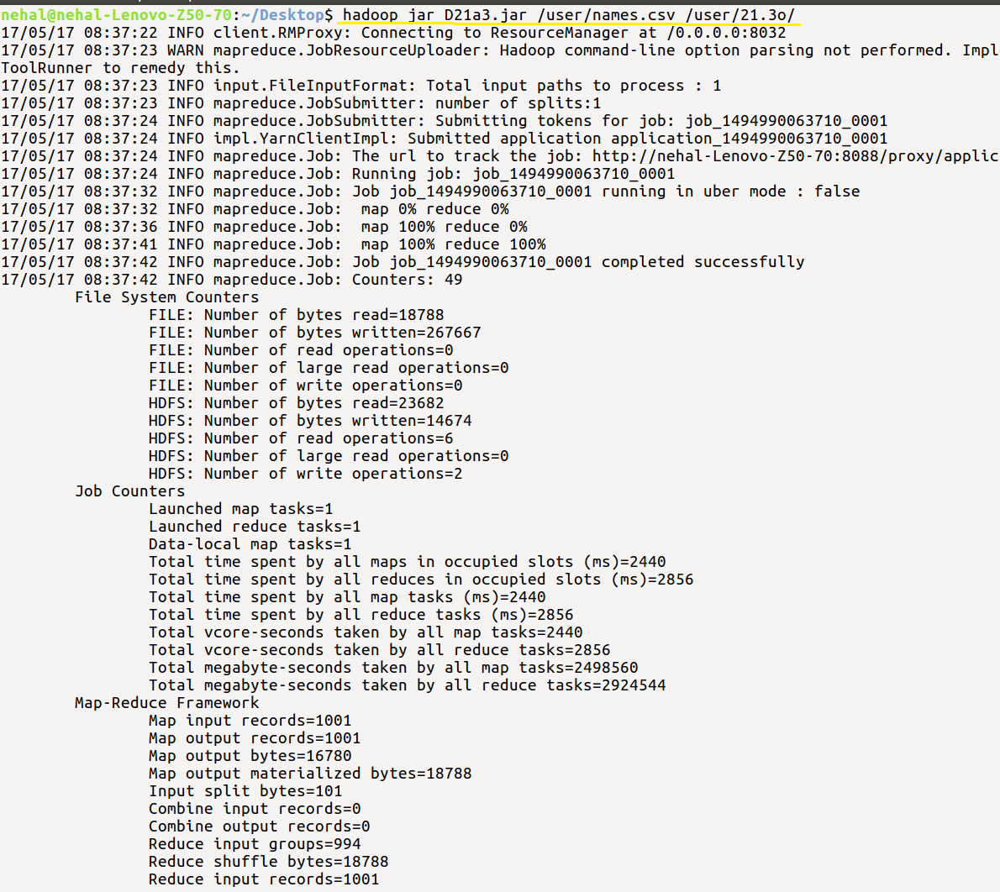 nehal@nehal-Lenovo-Z50-70:~/Desktop$ hadoop jar D21a3.jar /user/names.csv /user/21.3o/
17/05/17 08:37:22 INFO client.RMProxy: Connecting to ResourceManager at /0.0.0.0:8032
17/05/17 08:37:23 WARN mapreduce.JobResourceUploader: Hadoop command-line option parsing not performed. Impl
ToolRunner to remedy this.
17/05/17 08:37:23 INFO input.FileInputFormat: Total input paths to process : 1
17/05/17 08:37:23 INFO mapreduce.JobSubmitter: number of splits:1
17/05/17 08:37:24 INFO mapreduce.JobSubmitter: Submitting tokens for job: job_1494990063710_0001
17/05/17 08:37:24 INFO impl.YarnClientImpl: Submitted application application_1494990063710_0001
17/05/17 08:37:24 INFO mapreduce.Job: The url to track the job: http://nehal-Lenovo-Z50-70:8088/proxy/applic
17/05/17 08:37:24 INFO mapreduce.Job: Running job: job_1494990063710_0001
17/05/17 08:37:32 INFO mapreduce.Job: Job job_1494990063710_0001 running in uber mode : false
17/05/17 08:37:32 INFO mapreduce.Job:  map 0% reduce 0%
17/05/17 08:37:36 INFO mapreduce.Job:  map 100% reduce 0%
17/05/17 08:37:41 INFO mapreduce.Job:  map 100% reduce 100%
17/05/17 08:37:42 INFO mapreduce.Job: Job job_1494990063710_0001 completed successfully
17/05/17 08:37:42 INFO mapreduce.Job: Counters: 49
File System Counters
FILE: Number of bytes read=18788
FILE: Number of bytes written=267667
FILE: Number of read operations=0
FILE: Number of large read operations=0
FILE: Number of write operations=0
HDFS: Number of bytes read=23682
HDFS: Number of bytes written=14674
HDFS: Number of read operations=6
HDFS: Number of large read operations=0
HDFS: Number of write operations=2
Job Counters
Launched map tasks=1
Launched reduce tasks=1
Data-local map tasks=1
Total time spent by all maps in occupied slots (ms)=2440
Total time spent by all reduces in occupied slots (ms)=2856
Total time spent by all map tasks (ms)=2440
Total time spent by all reduce tasks (ms)=2856
Total vcore-seconds taken by all map tasks=2440
Total vcore-seconds taken by all reduce tasks=2856
Total megabyte-seconds taken by all map tasks=2498560
Total megabyte-seconds taken by all reduce tasks=2924544
Map-Reduce Framework
Map input records=1001
Map output records=1001
Map output bytes=16780
Map output materialized bytes=18788
Input split bytes=101
Combine input records=0
Combine output records=0
Reduce input groups=994
Reduce shuffle bytes=18788
Reduce input records=1001